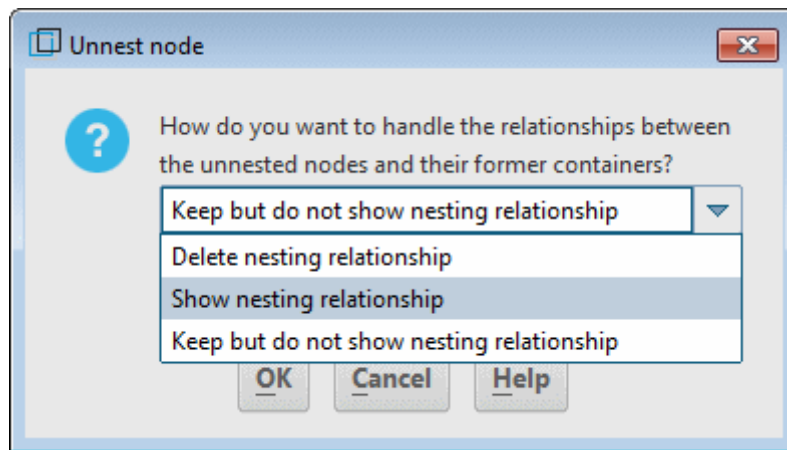 Unnest node
?
How do you want to handle the relationships between
the unnested nodes and their former containers?
Keep but do not show nesting relationship
Delete nesting relationship
Show nesting relationship
Keep but do not show nesting relationship
OK Cancel Help